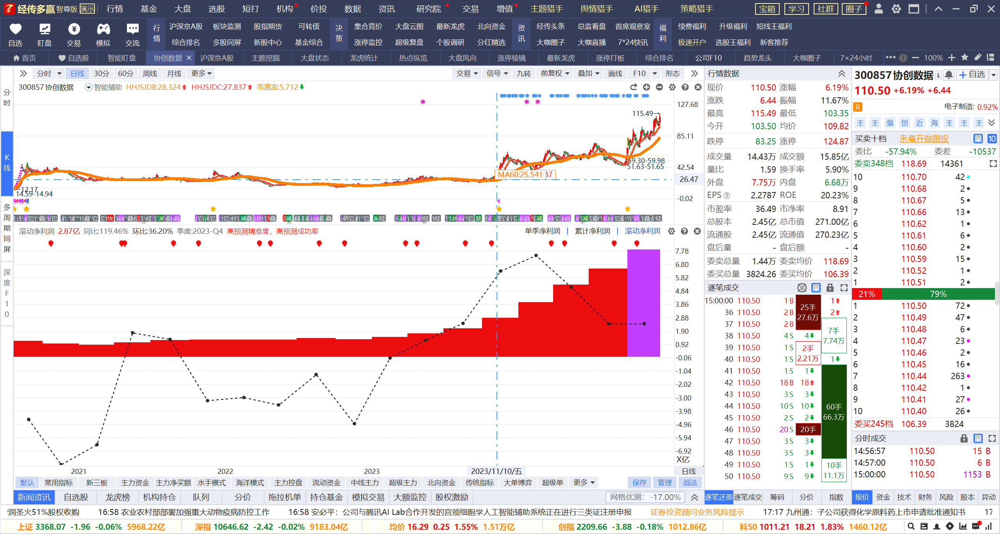 经传多赢 智尊版 演示 行情 基金 大盘 选股 短打 机构 价投 数据 资讯 研究院 交易 增值 主题猎手 舆情猎手 AI猎手 策略猎手 宝箱 学习 社群 圈子
自选 盯盘 交易 模拟 交流
行情 沪深京A股 板块监测 股指期货 可转债 决策 集合竞价 大盘云图 最新龙虎 北向资金 资讯 经传头条 总监看盘 首席观察室 福利 续费福利 升级福利 短线王福利
综合排名 多股同屏 新股中心 基金综合 涨停监控 超级复盘 个股调研 分红精选 大咖圈子 大咖直播 7*24快讯 极速开户 选股王福利 新客推荐
首页 自选股 智能盯盘 协创数据 沪深京A股 主题挖掘 大盘状态 龙虎统计 热点纵览 大盘风向 涨停棱镜 最新龙虎 涨停打板 综合排名 公司F10 趋势龙头 大咖圈子 7×24小时 100%
分时
K线
多周期同屏
深度F10
分时 日线 30分 60分 周线 月线 更多 交易 信号 九转 前复权 叠加 画线 F10 形态
300857 协创数据 智能辅助 HHJSJDB:28.324 HHJSJDC:27.837 乖离率:5.712
127.68
115.49→
85.11
59.30-59.98
51.63-51.65
42.54
MA60:25.541 37
26.47
←12.17
14.59-14.94
-0.02
滚动净利润 2.87亿 同比:119.46% 环比:36.20% 季度:2023-Q4 高预测精准度，高预测成功率 单季净利润 累计净利润 滚动净利润
7.78
6.80
5.82
4.84
3.86
2.88
1.90
0.92
-0.06
-1.04
-2.02
-3.00
-3.98
-4.96
-5.94
-6.92
X亿
2021 2022 2023 2023/11/10/五 日线
默认 常用指标 新三板 主力资金 主力净买额 水手模式 海洋模式 主力控盘 流动资金 中线主力 超级主力 北向资金 传统指标 大单博弈 超级单 更多 保存 管理 战法
新闻资讯 自选股 龙虎榜 机构持仓 队列 分价 拖拉机单 持仓基金 模拟交易 大额监控 股权激励 网格优测：-17.00%
行情数据
现价 110.50 涨幅 6.19%
涨跌 6.44 振幅 11.67%
最高 115.49 最低 103.35
今开 103.50 均价 109.82
跌停 83.25 涨停 124.87
成交量 14.43万 成交额 15.85亿
量比 1.59 换手率 5.90%
外盘 7.75万 内盘 6.68万
EPS ③ 2.2787 ROE 20.23%
市盈率 36.49 市净率 8.91
总股本 2.45亿 总市值 271.00亿
流通股 2.45亿 流通值 270.23亿
盘后量 - 盘后额 -
委卖总量 1.44万 委卖均价 118.69
委买总量 3824.26 委买均价 106.39
逐笔成交 单 量
15:00:00 110.50 1 B 1
36 110.50 2 B 2
37 110.50 2 B
38 110.50 4 S 4
39 110.50 1 S
40 110.50 1 S 1
41 110.50 1 S 1
42 110.50 18 B 18
43 110.50 3 S 3
44 110.50 10 S 10
45 110.50 2 S 2
46 110.50 20 S 20手
47 110.50 3 S 3
48 110.50 3 S 3
49 110.50 1 S 1
50 110.50 9 S 9
25手
27.6万
7手
7.74万
2手
2.21万
60手
66.3万
10手
11.1万
逐笔还原 逐笔成交 筹码 分价 指数
300857 协创数据 自选
110.50 +6.19% +6.44
R 电子制造: 0.92%
主 主 强 创 近 海 主 主 主
买卖十档 来粤开做跟投 量 10
委比 -57.94% 委差 -10537
委卖348档 118.69 14361
10 110.70 42
9 110.68 2
8 110.67 5
7 110.66 13
6 110.62 1
5 110.61 6
4 110.60 2
3 110.59 15
2 110.52 1
1 110.51 2
21% 79%
1 110.50 72
2 110.49 47
3 110.48 6
4 110.47 23
5 110.46 2
6 110.45 16
7 110.44 263
8 110.42 1
9 110.41 27
10 110.40 26
委买245档 106.39 3824
分时成交 量
14:56:57 110.50 15 B
14:57:00 110.50 6 B
15:00:00 110.50 1153 B
报价 资金 技术 财务 风险 股本 异动
润圣火51%股权收购 16:58 农业农村部部署加强重大动物疫病防控工作 16:58 安必平：公司与腾讯AI Lab合作开发的宫颈细胞学人工智能辅助系统正在进行三类证注册申报 证券投资顾问业务风险提示 17:17 九州通：子公司获得化学原料药上市申请批准通知书 17
上证 3368.07 -1.96 -0.06% 5968.22亿 深指 10646.62 -2.42 -0.02% 9183.04亿 均价 16.29 0.25 1.55% 1.51万亿 创指 2209.66 -3.88 -0.18% 1012.86亿 科50 1011.21 18.21 1.83% 1460.12亿